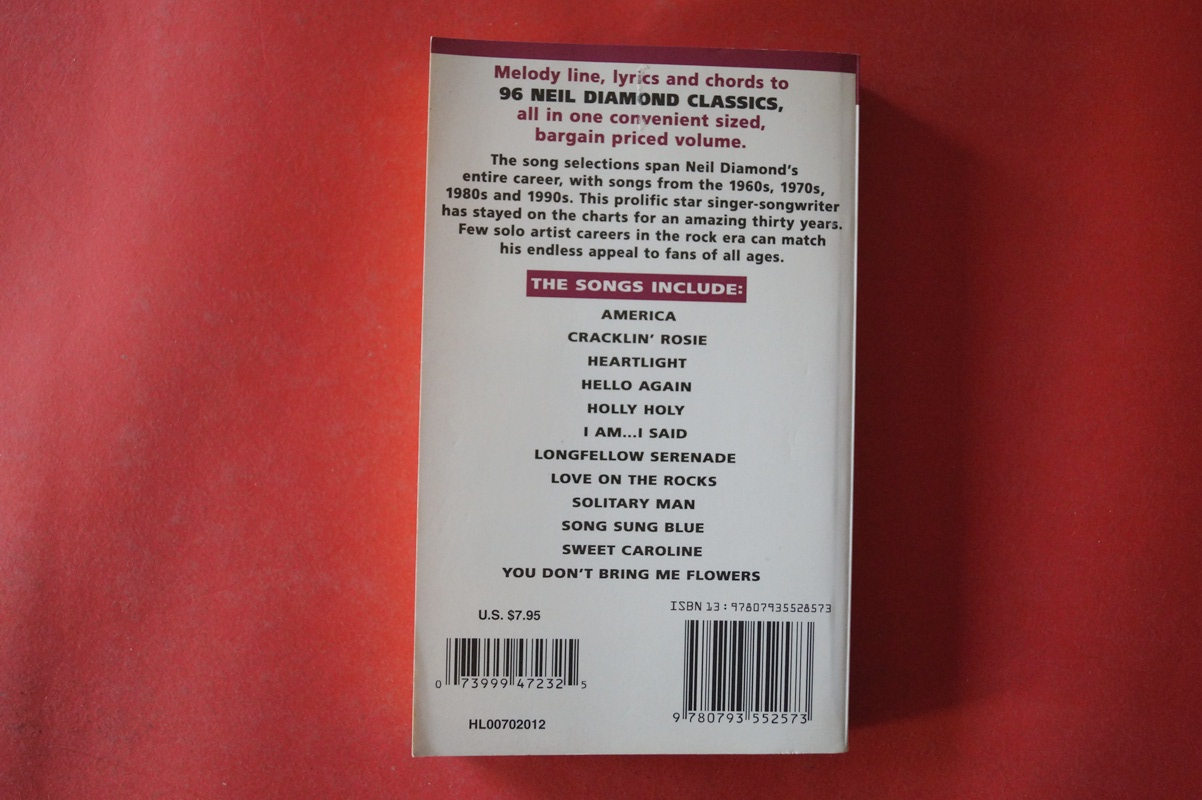 Melody line, lyrics and chords to
96 NEIL DIAMOND CLASSICS,
all in one convenient sized,
bargain priced volume.
The song selections span Neil Diamond's
entire career, with songs from the 1960s, 1970s,
1980s and 1990s. This prolific star singer-songwriter
has stayed on the charts for an amazing thirty years.
Few solo artist careers in the rock era can match
his endless appeal to fans of all ages.
THE SONGS INCLUDE:
AMERICA
CRACKLIN' ROSIE
HEARTLIGHT
HELLO AGAIN
HOLLY HOLY
I AM...I SAID
LONGFELLOW SERENADE
LOVE ON THE ROCKS
SOLITARY MAN
SONG SUNG BLUE
SWEET CAROLINE
YOU DON'T BRING ME FLOWERS
U.S. $7.95
ISBN 13 : 97807935528573
0 73999 47232 5
9 780793 552573
HL00702012